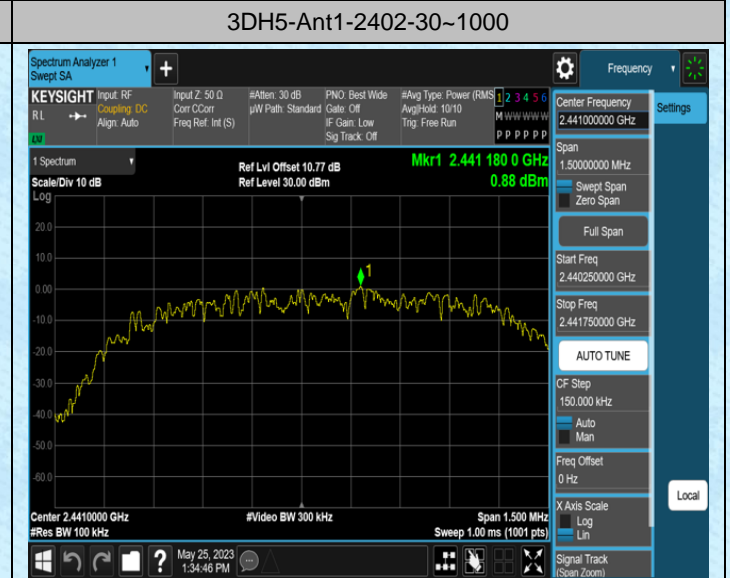 3DH5-Ant1-2402-30~1000
Spectrum Analyzer 1
Swept SA
+
Frequency
KEYSIGHT
RL
Input: RF
Coupling: DC
Align: Auto
Input Z: 50 Ω
Corr CCorr
Freq Ref: Int (S)
#Atten: 30 dB
µW Path: Standard
PNO: Best Wide
Gate: Off
IF Gain: Low
Sig Track: Off
#Avg Type: Power (RMS
Avg|Hold: 10/10
Trig: Free Run
1 2 3 4 5 6
M W W W W W
P P P P P P
1 Spectrum
Scale/Div 10 dB
Log
Ref Lvl Offset 10.77 dB
Ref Level 30.00 dBm
Mkr1 2.441 180 0 GHz
0.88 dBm
20.0
10.0
0.00
-10.0
-20.0
-30.0
-40.0
-50.0
-60.0
1
Center 2.4410000 GHz
#Res BW 100 kHz
#Video BW 300 kHz
Span 1.500 MHz
Sweep 1.00 ms (1001 pts)
Center Frequency
2.441000000 GHz
Settings
Span
1.50000000 MHz
Swept Span
Zero Span
Full Span
Start Freq
2.440250000 GHz
Stop Freq
2.441750000 GHz
AUTO TUNE
CF Step
150.000 kHz
Auto
Man
Freq Offset
0 Hz
X Axis Scale
Log
Lin
Local
Signal Track
(Span Zoom)
?
May 25, 2023
1:34:46 PM